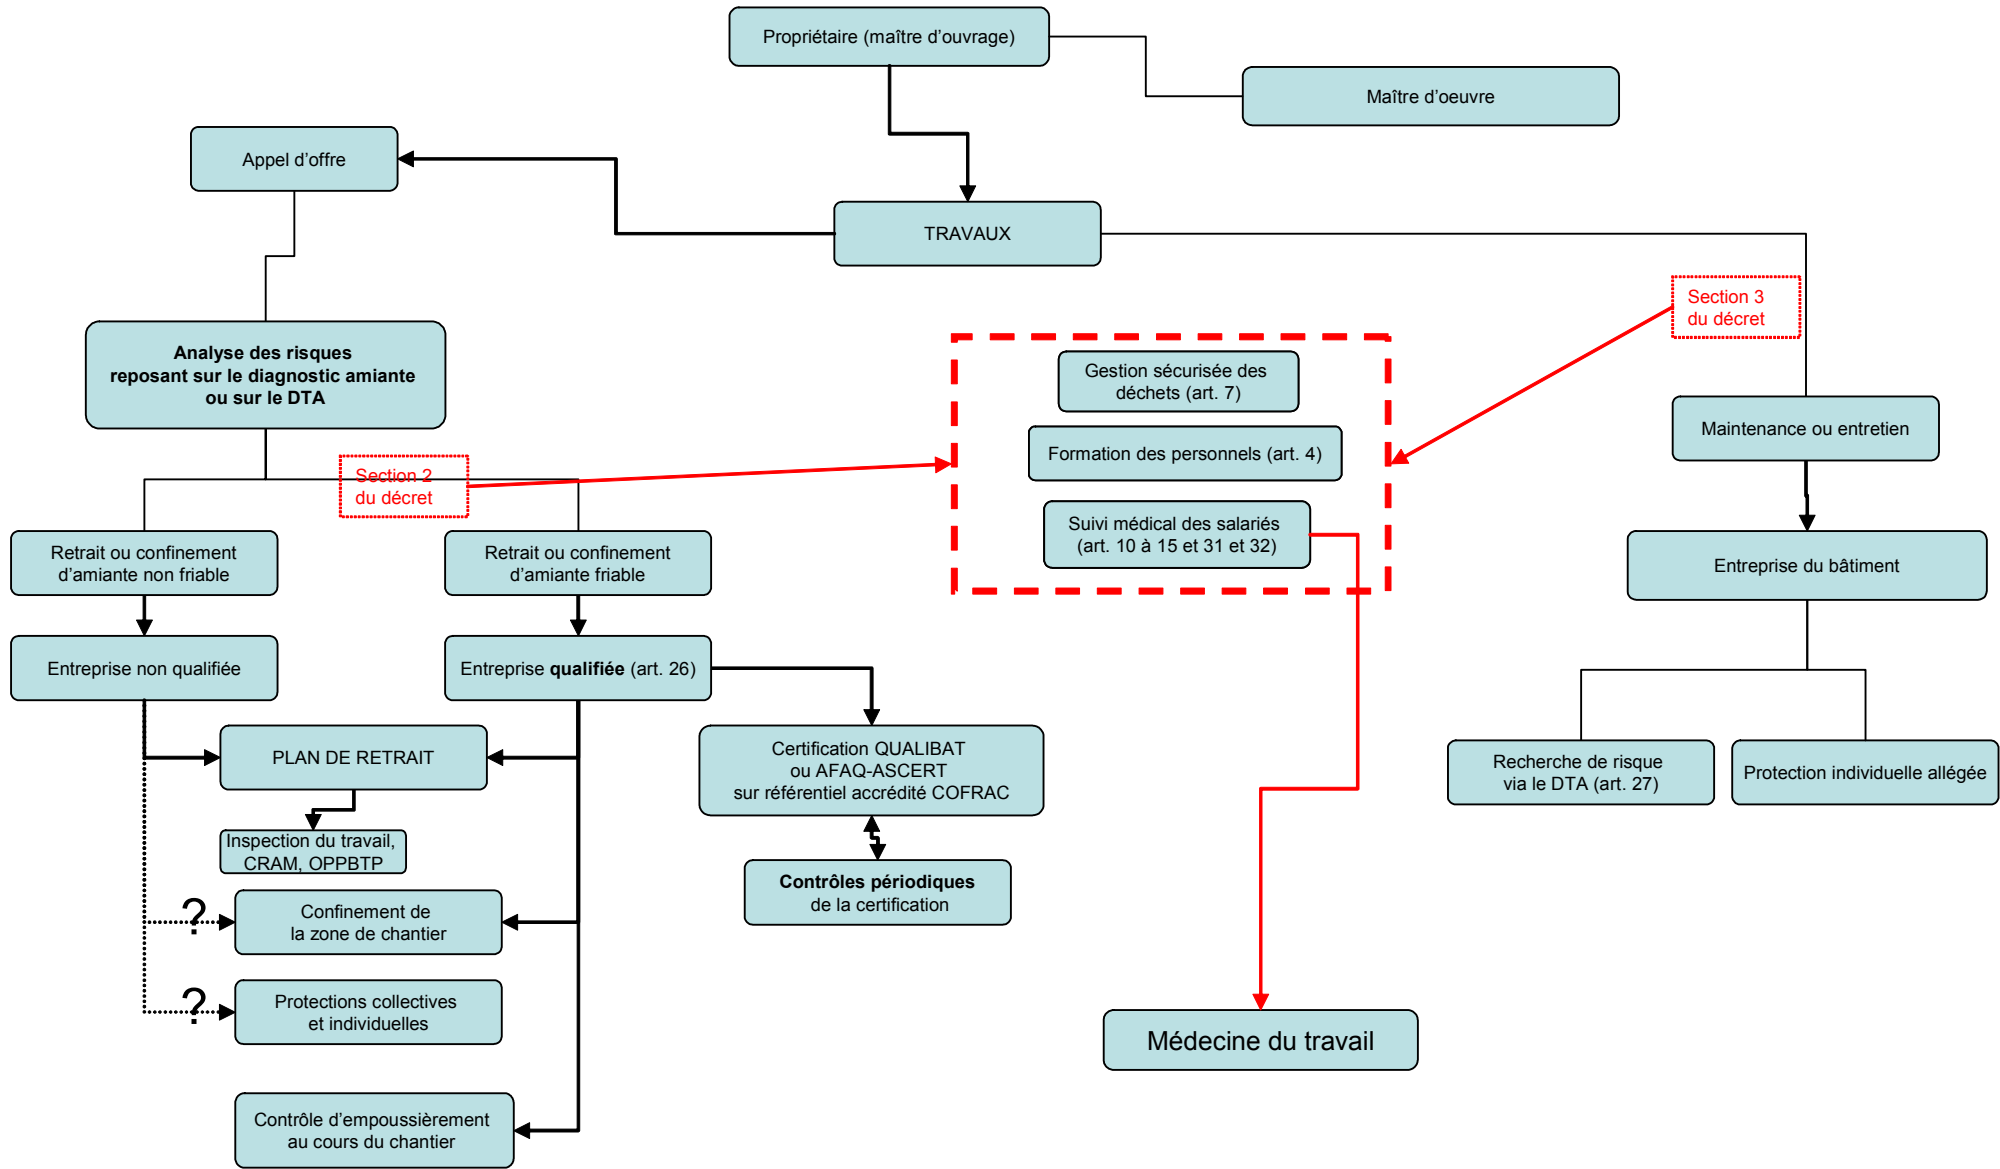 Propriétaire (maître d’ouvrage)
Maître d’oeuvre
Appel d’offre
TRAVAUX
Section 3
du décret
Analyse des risques
reposant sur le diagnostic amiante
ou sur le DTA
Gestion sécurisée des
déchets (art. 7)
Formation des personnels (art. 4)
Suivi médical des salariés
(art. 10 à 15 et 31 et 32)
Maintenance ou entretien
Section 2
du décret
Retrait ou confinement
d’amiante non friable
Retrait ou confinement
d’amiante friable
Entreprise du bâtiment
Entreprise non qualifiée
Entreprise qualifiée (art. 26)
PLAN DE RETRAIT
Certification QUALIBAT
ou AFAQ-ASCERT
sur référentiel accrédité COFRAC
Recherche de risque
via le DTA (art. 27)
Protection individuelle allégée
Inspection du travail,
CRAM, OPPBTP
Contrôles périodiques
de la certification
?
Confinement de
la zone de chantier
?
Protections collectives
et individuelles
Médecine du travail
Contrôle d’empoussièrement
au cours du chantier